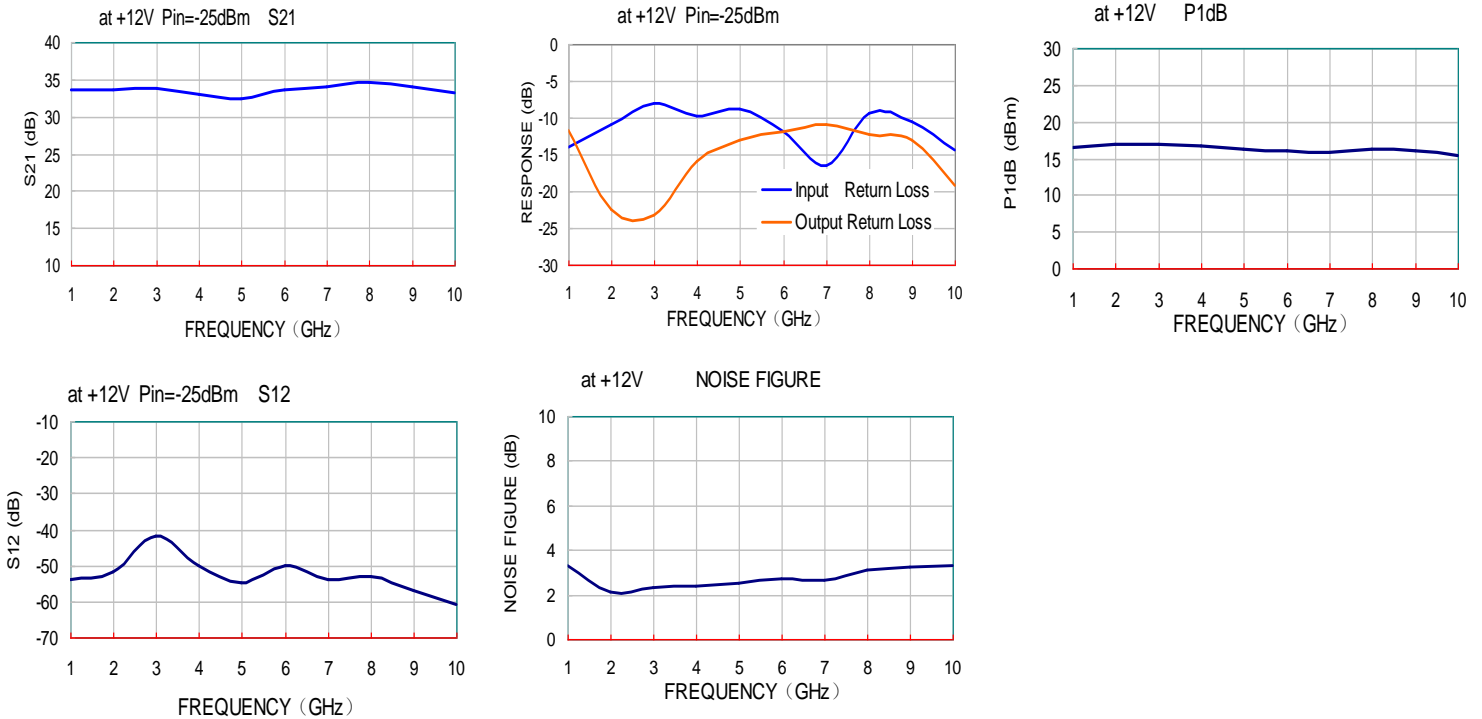 at +12V Pin=-25dBm S21
40
35
30
25
20
15
10
S21 (dB)
1 2 3 4 5 6 7 8 9 10
FREQUENCY（GHz）
at +12V Pin=-25dBm
0
-5
-10
-15
-20
-25
-30
RESPONSE (dB)
Input Return Loss
Output Return Loss
1 2 3 4 5 6 7 8 9 10
FREQUENCY（GHz）
at +12V P1dB
30
25
20
15
10
5
0
P1dB (dBm)
1 2 3 4 5 6 7 8 9 10
FREQUENCY（GHz）
at +12V Pin=-25dBm S12
-10
-20
-30
-40
-50
-60
-70
S12 (dB)
1 2 3 4 5 6 7 8 9 10
FREQUENCY（GHz）
at +12V NOISE FIGURE
10
8
6
4
2
0
NOISE FIGURE (dB)
1 2 3 4 5 6 7 8 9 10
FREQUENCY（GHz）